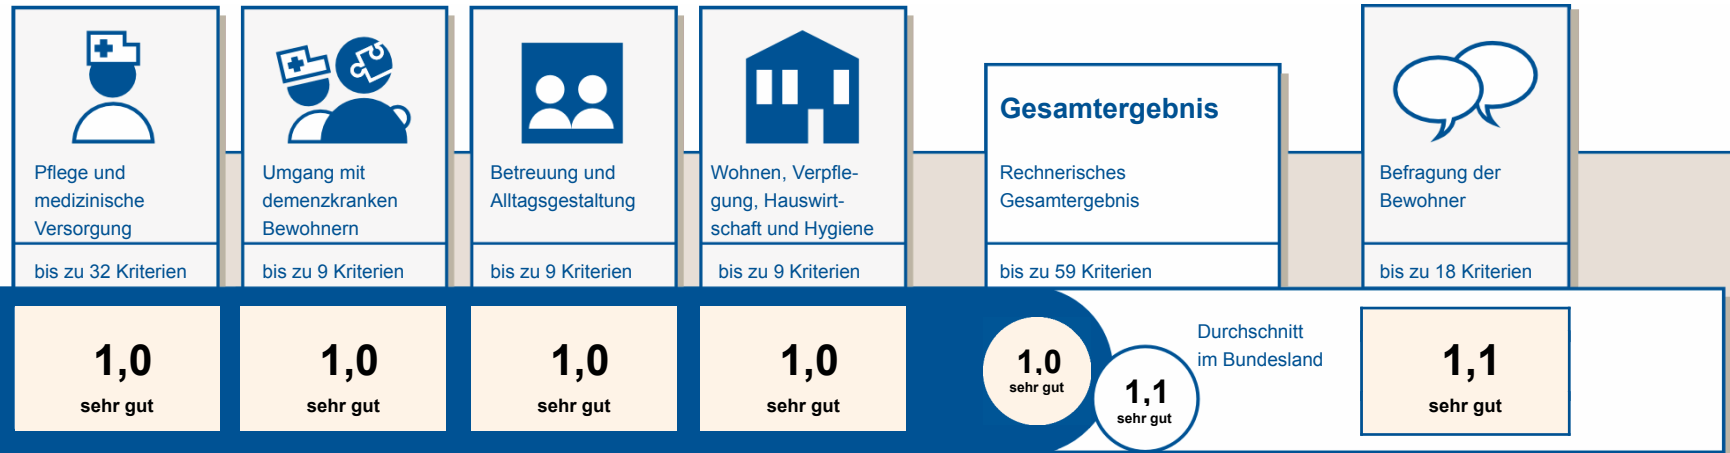 Pflege und
medizinische
Versorgung
bis zu 32 Kriterien
1,0
sehr gut
Umgang mit
demenzkranken
Bewohnern
bis zu 9 Kriterien
1,0
sehr gut
Betreuung und
Alltagsgestaltung
bis zu 9 Kriterien
1,0
sehr gut
Wohnen, Verpfle-
gung, Hauswirt-
schaft und Hygiene
bis zu 9 Kriterien
1,0
sehr gut
Gesamtergebnis
Rechnerisches
Gesamtergebnis
bis zu 59 Kriterien
1,0
sehr gut
1,1
sehr gut
Durchschnitt
im Bundesland
Befragung der
Bewohner
bis zu 18 Kriterien
1,1
sehr gut